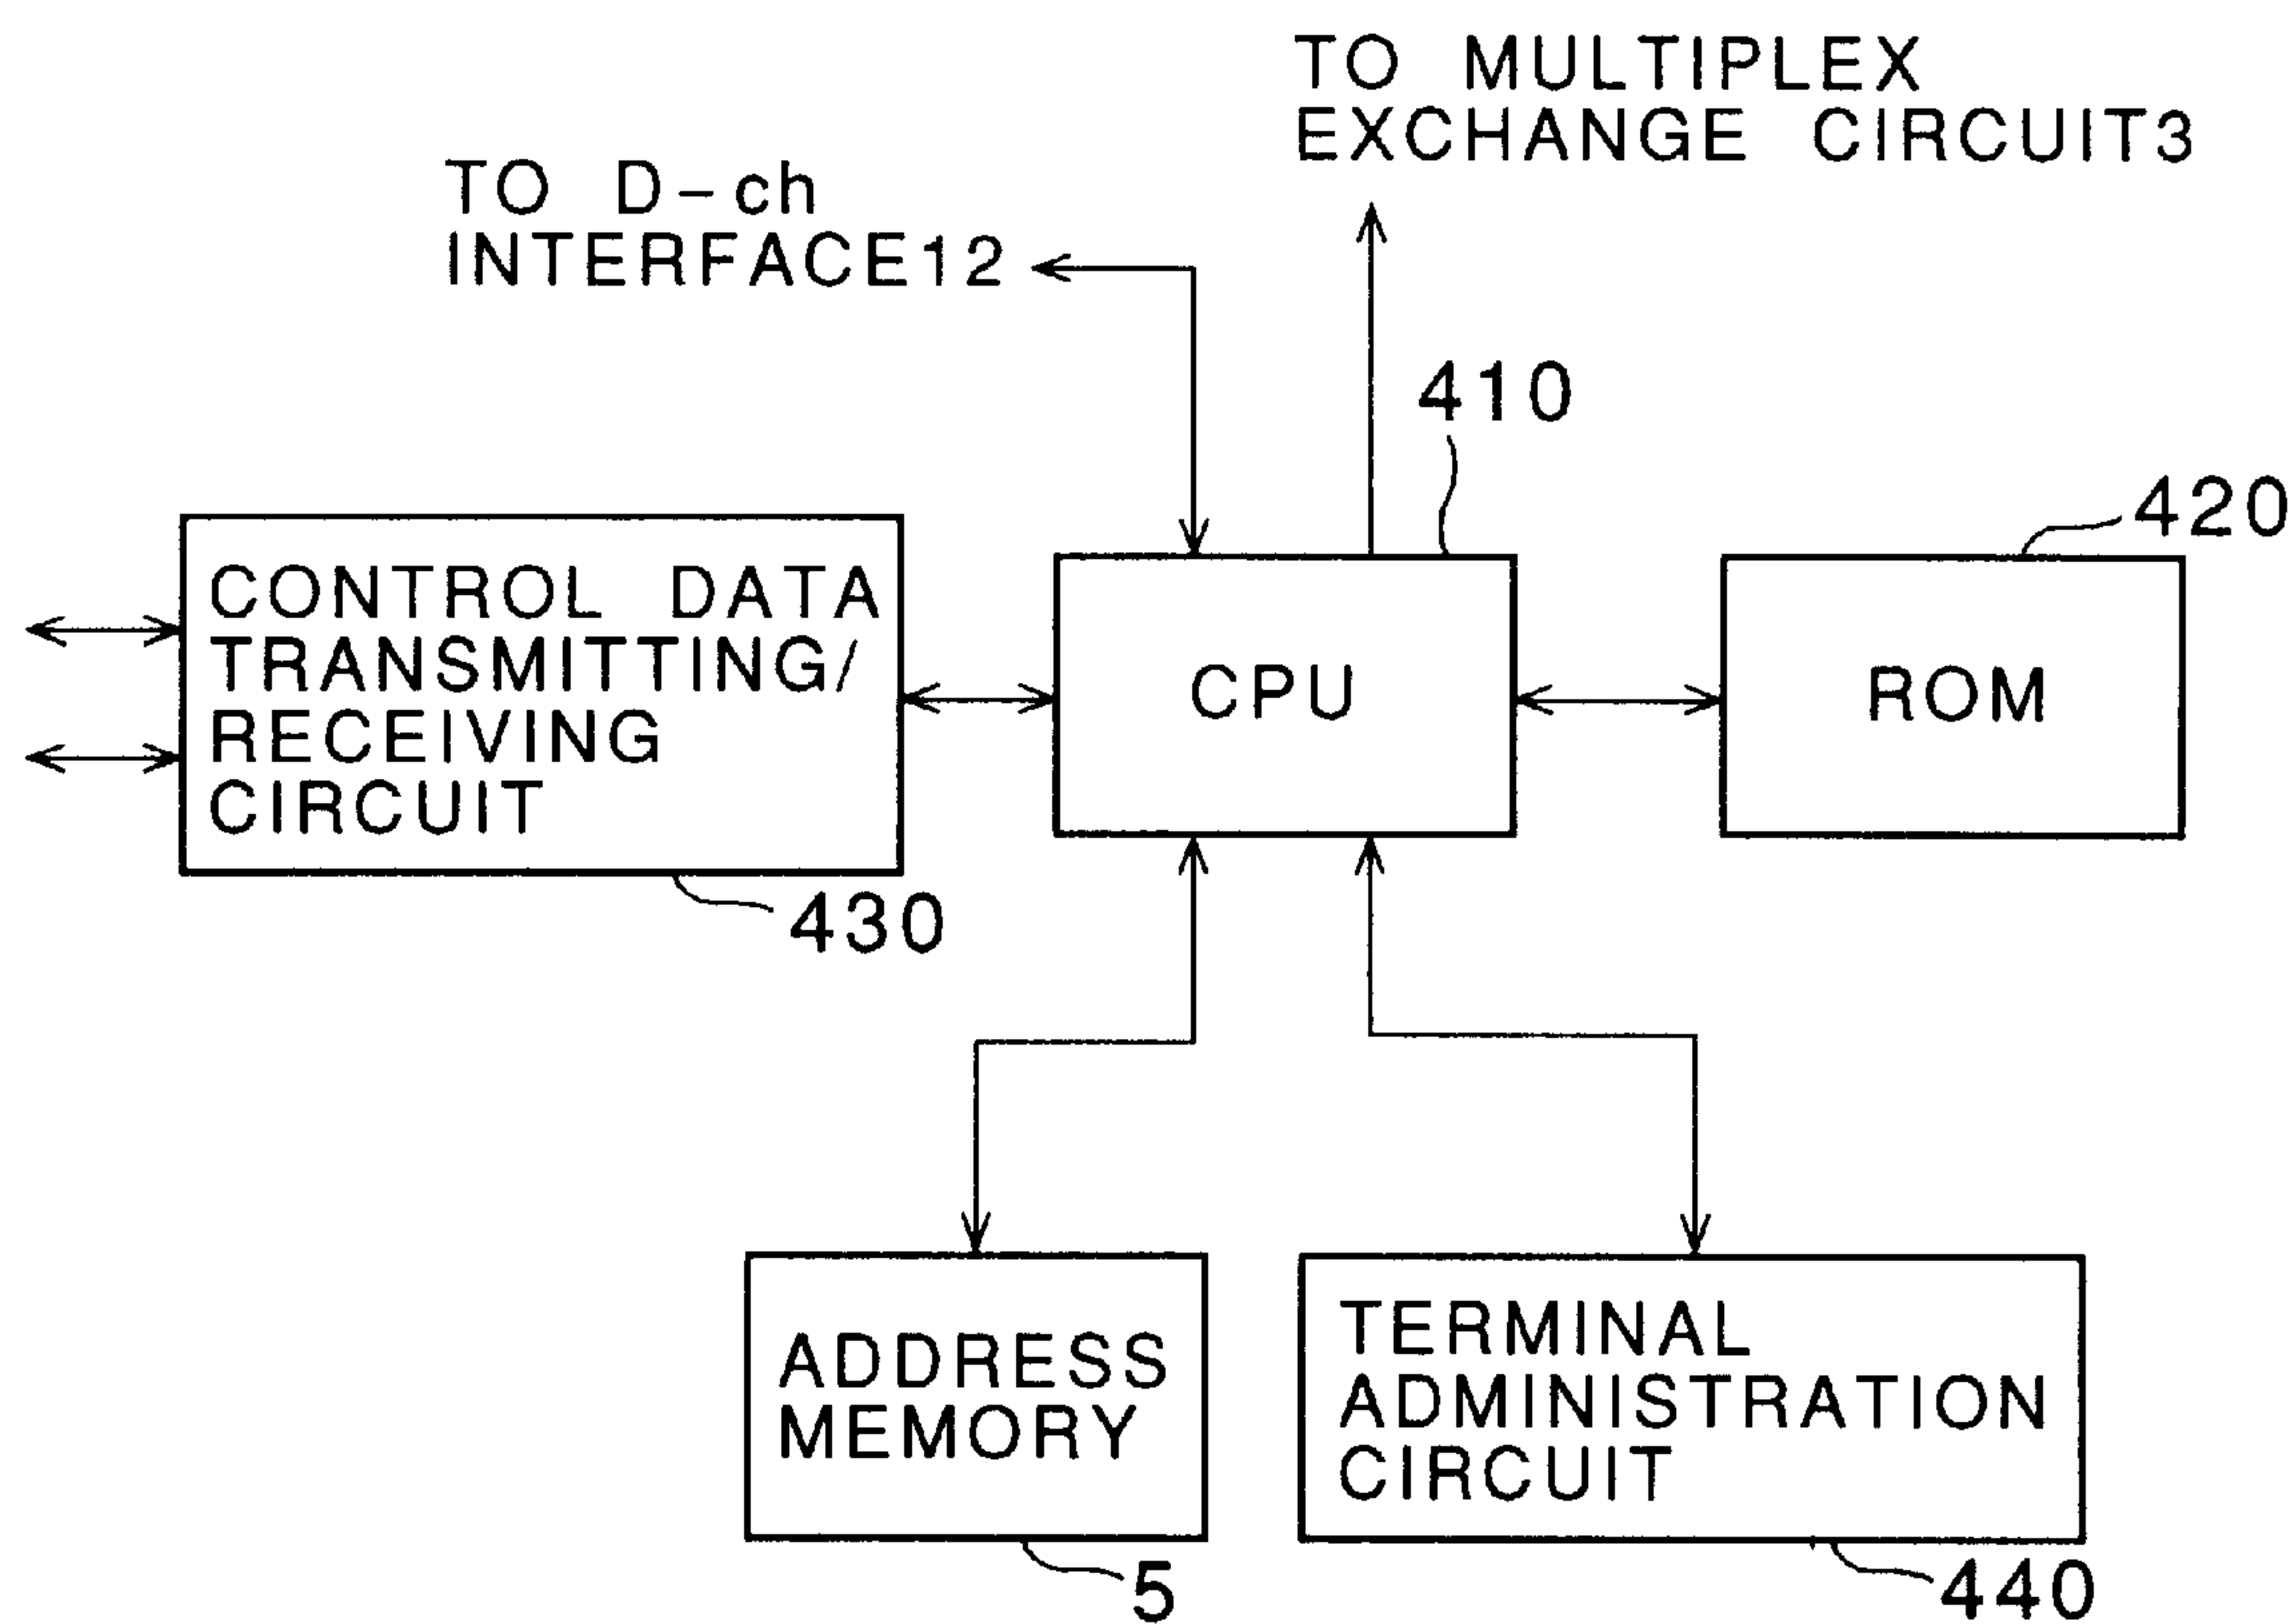 TO MULTIPLEX
EXCHANGE CIRCUIT3
TO D-ch
INTERFACE12
410
420
CONTROL DATA
TRANSMITTING/
RECEIVING
CIRCUIT
CPU
ROM
430
ADDRESS
MEMORY
TERMINAL
ADMINISTRATION
CIRCUIT
5
440